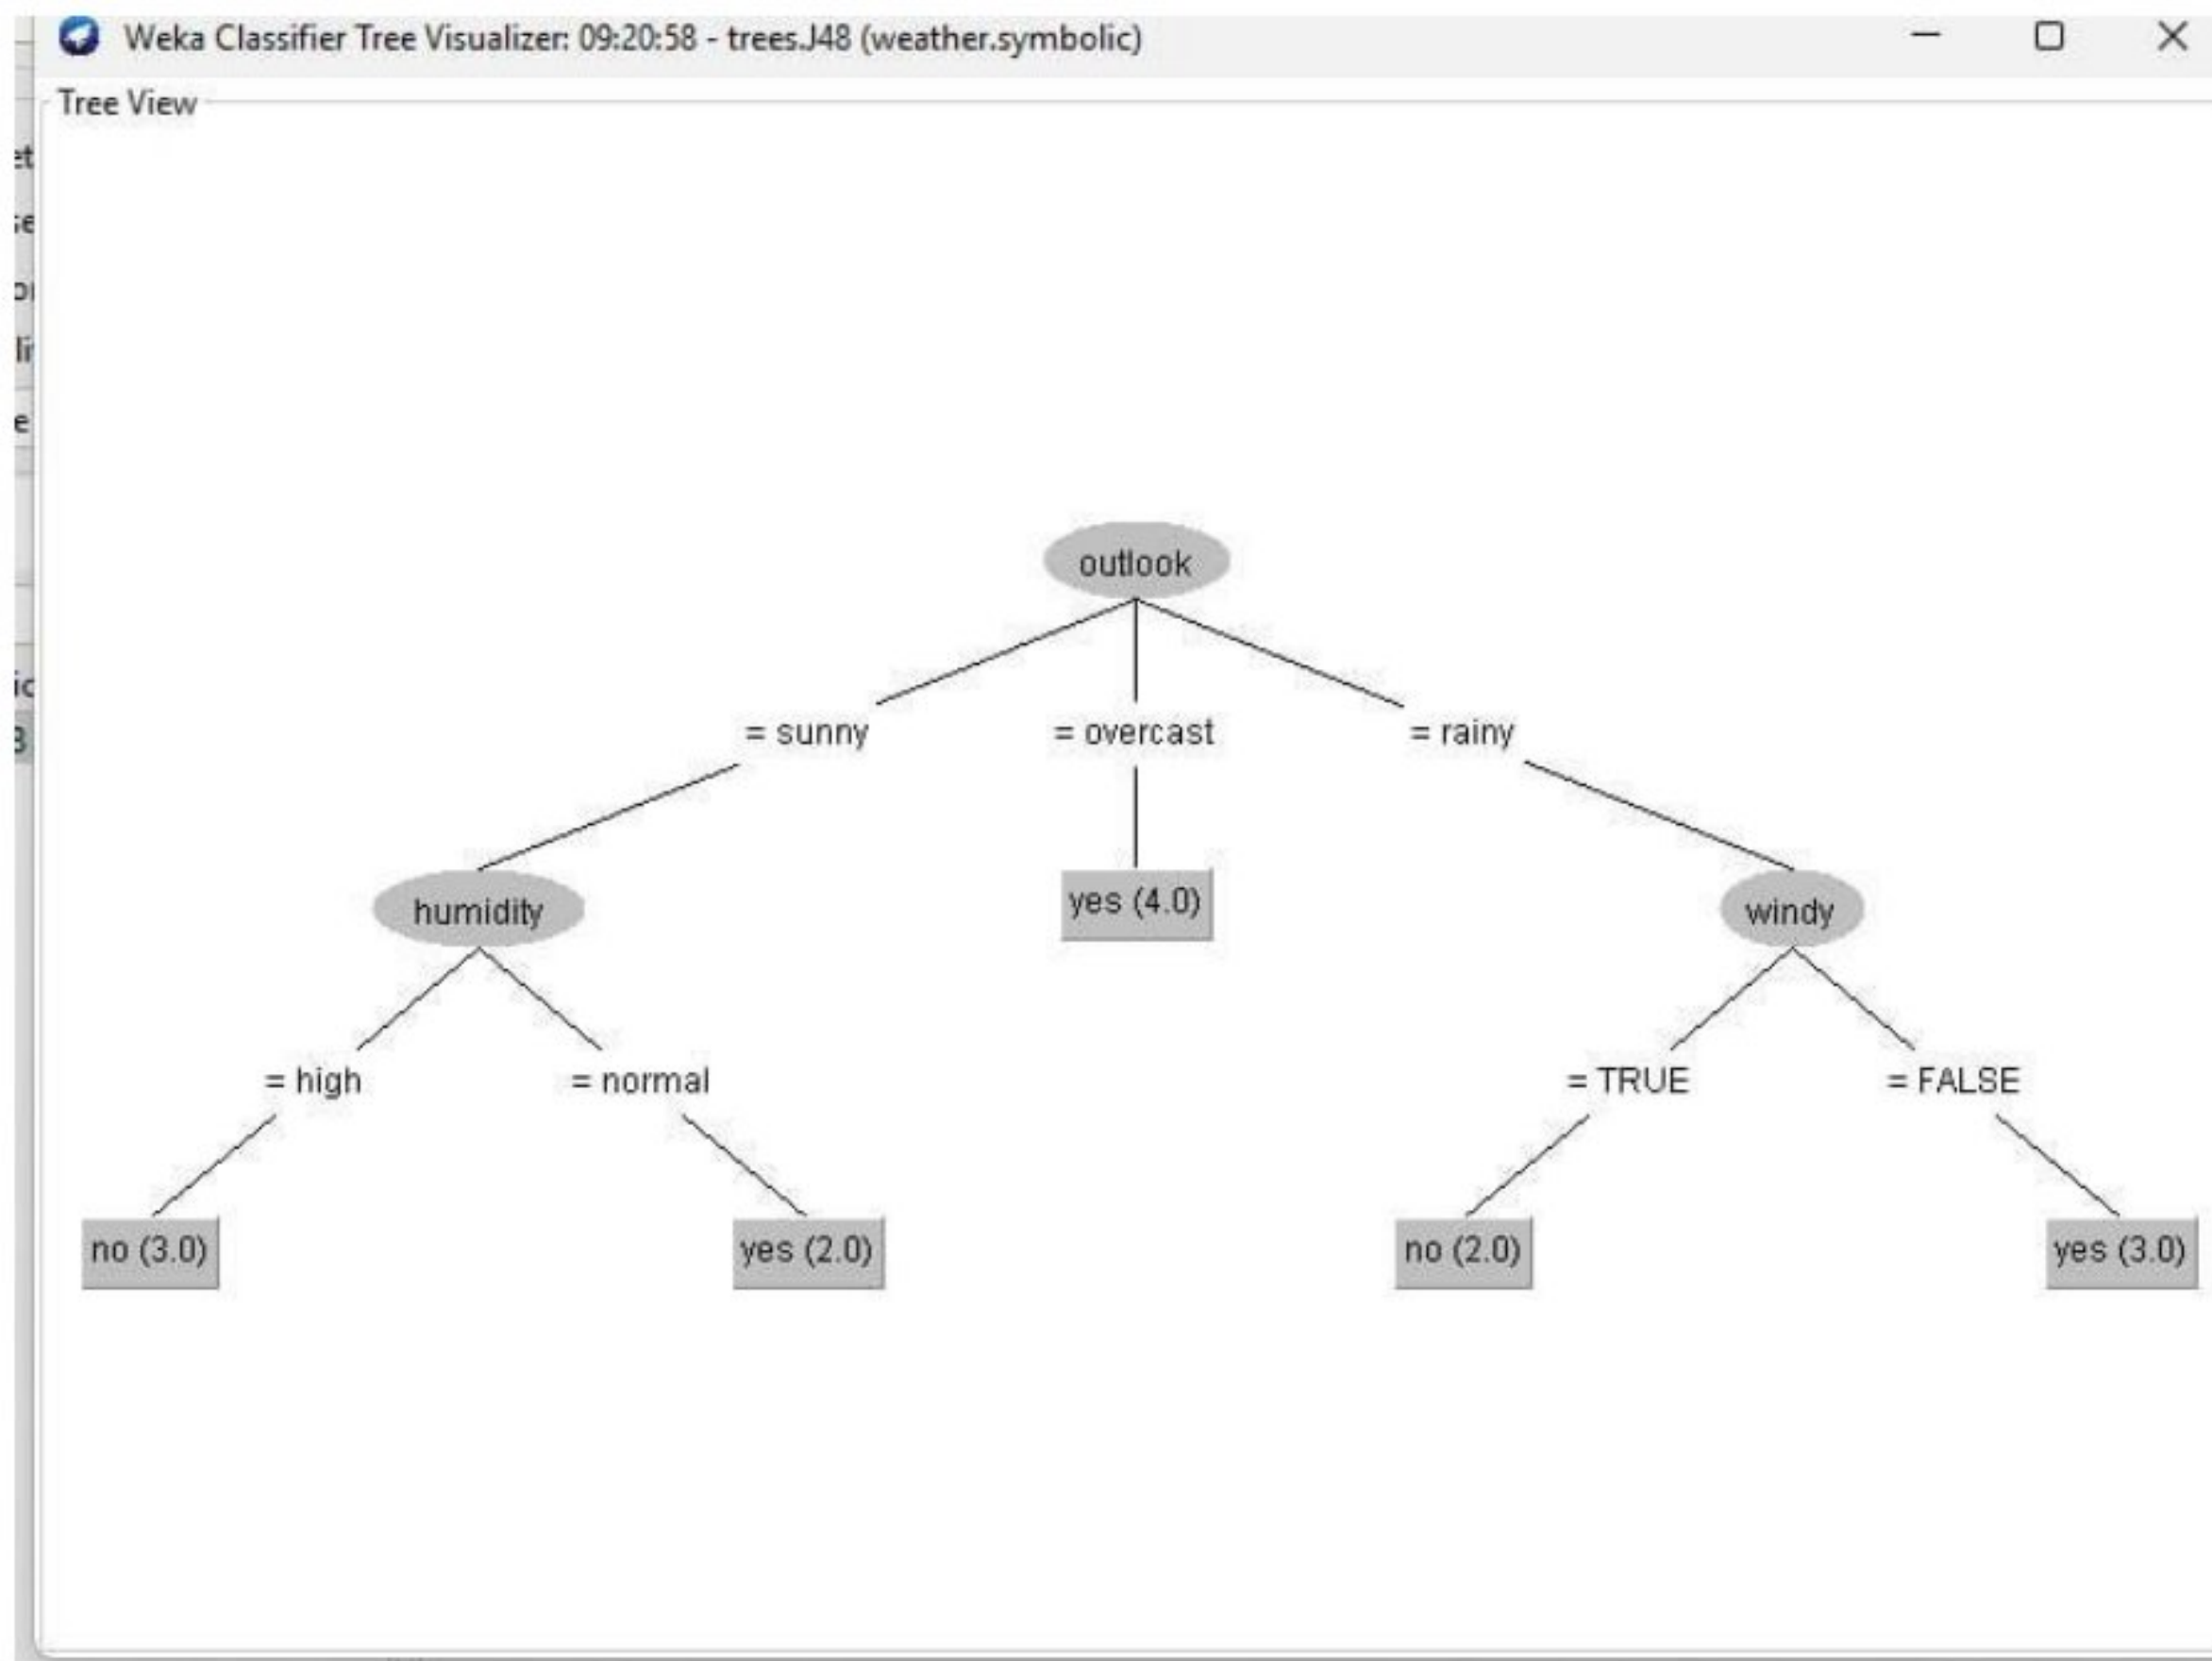 Weka Classifier Tree Visualizer: 09:20:58 - trees.J48 (weather.symbolic)
Tree View
outlook
= sunny = overcast = rainy
humidity yes (4.0) windy
= high = normal = TRUE = FALSE
no (3.0) yes (2.0) no (2.0) yes (3.0)